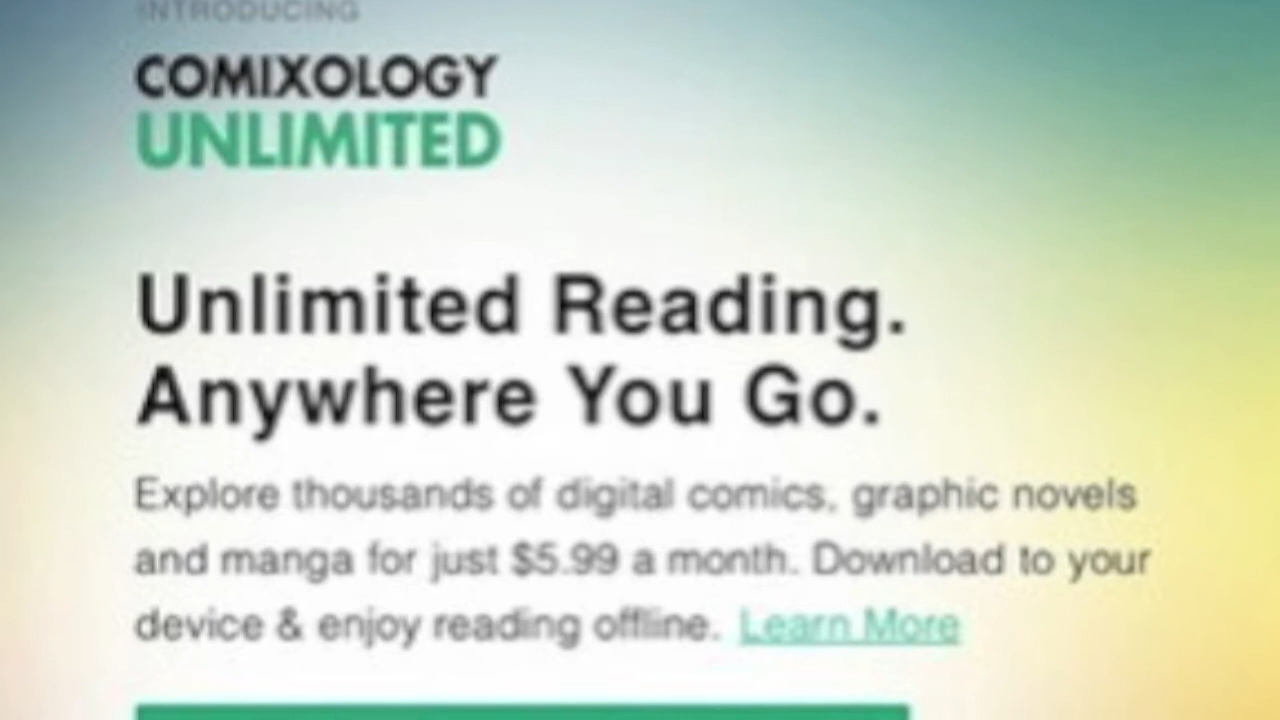 INTRODUCING
COMIXOLOGY
UNLIMITED
Unlimited Reading.
Anywhere You Go.
Explore thousands of digital comics, graphic novels
and manga for just $5.99 a month. Download to your
device & enjoy reading offline. Learn More